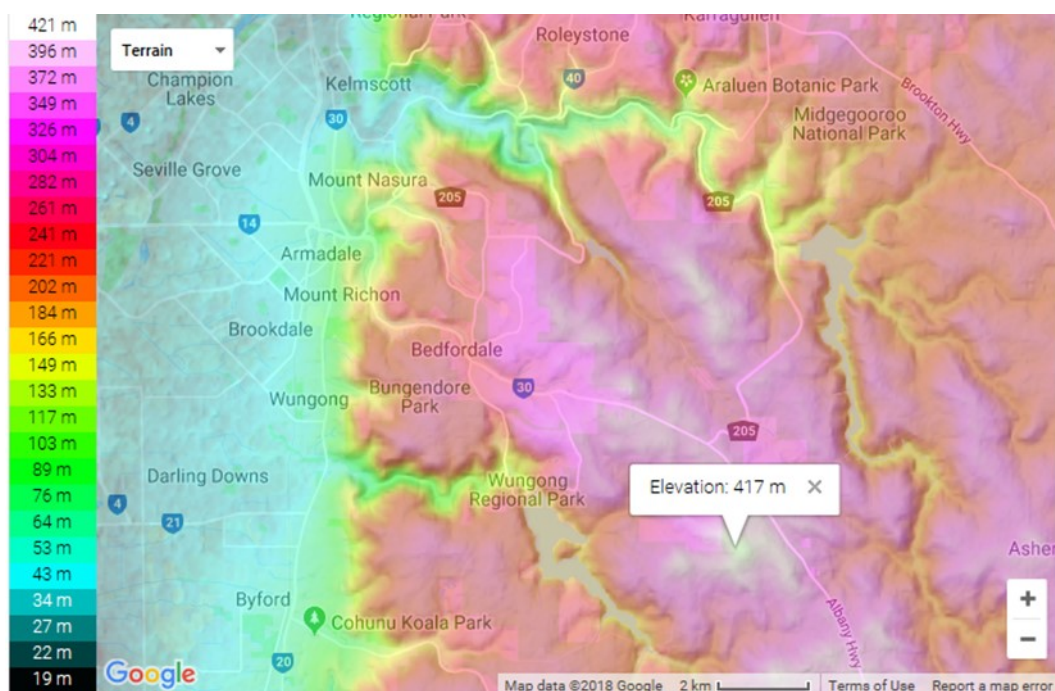 421 m
396 m
372 m
349 m
326 m
304 m
282 m
261 m
241 m
221 m
202 m
184 m
166 m
149 m
133 m
117 m
103 m
89 m
76 m
64 m
53 m
43 m
34 m
27 m
22 m
19 m
Terrain
Regional Park
Karragullen
Roleystone
Champion
Lakes
Kelmscott
40
Araluen Botanic Park
Brookton Hwy
4
30
Midgegooroo
National Park
Seville Grove
Mount Nasura
205
205
14
Armadale
Mount Richon
Brookdale
Bedfordale
Bungendore
Park
30
Wungong
205
Darling Downs
Wungong
Regional Park
Elevation: 417 m
4
21
Asher
Byford
Cohunu Koala Park
Albany Hwy
+
−
20
Google
Map data ©2018 Google
2 km
Terms of Use
Report a map error